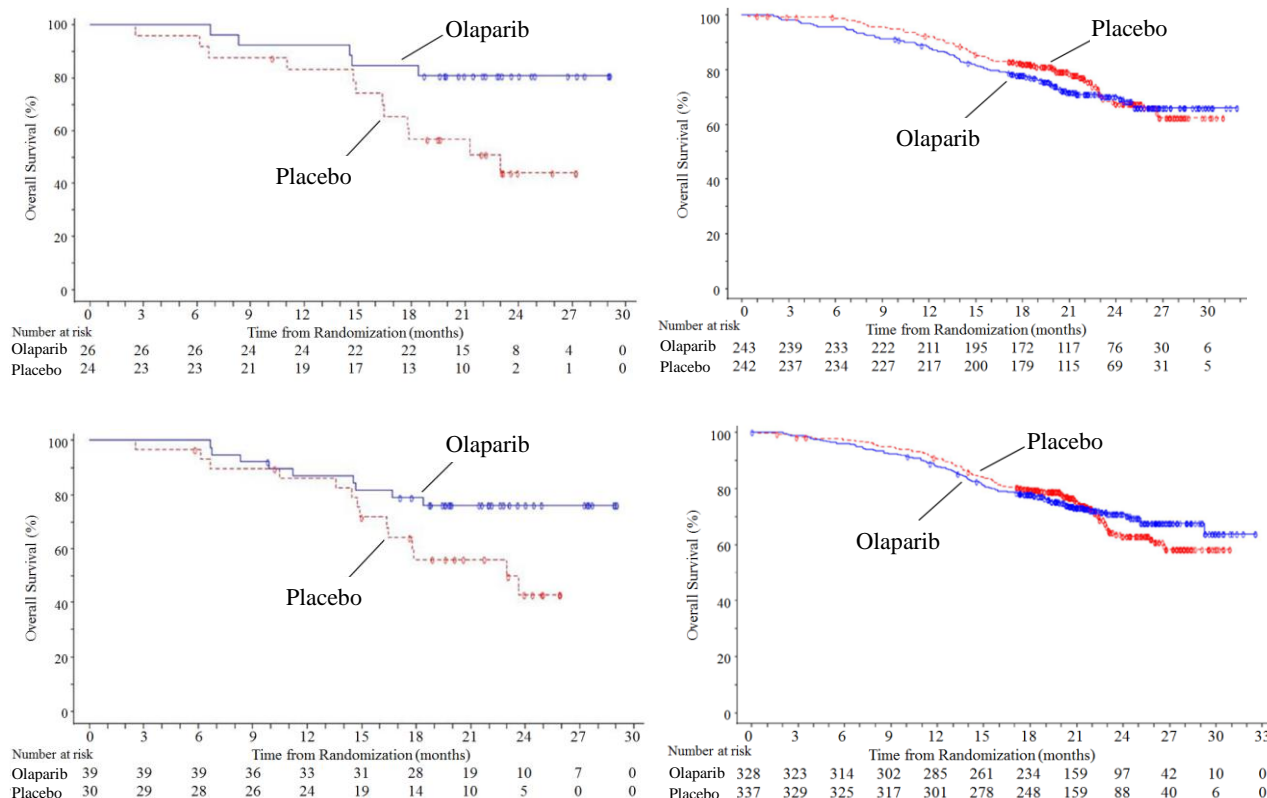 100
80
60
40
20
0
Overall Survival (%)
Olaparib
Placebo
0 3 6 9 12 15 18 21 24 27 30
Number at risk
Time from Randomization (months)
Olaparib 26 26 26 24 24 22 22 15 8 4 0
Placebo 24 23 23 21 19 17 13 10 2 1 0
100
80
60
40
20
0
Overall Survival (%)
Placebo
Olaparib
0 3 6 9 12 15 18 21 24 27 30
Number at risk
Time from Randomization (months)
Olaparib 243 239 233 222 211 195 172 117 76 30 6
Placebo 242 237 234 227 217 200 179 115 69 31 5
100
80
60
40
20
0
Overall Survival (%)
Olaparib
Placebo
0 3 6 9 12 15 18 21 24 27 30
Number at risk
Time from Randomization (months)
Olaparib 39 39 39 36 33 31 28 19 10 7 0
Placebo 30 29 28 26 24 19 14 10 5 0 0
100
80
60
40
20
0
Overall Survival (%)
Placebo
Olaparib
0 3 6 9 12 15 18 21 24 27 30 33
Number at risk
Time from Randomization (months)
Olaparib 328 323 314 302 285 261 234 159 97 42 10 0
Placebo 337 329 325 317 301 278 248 159 88 40 6 0